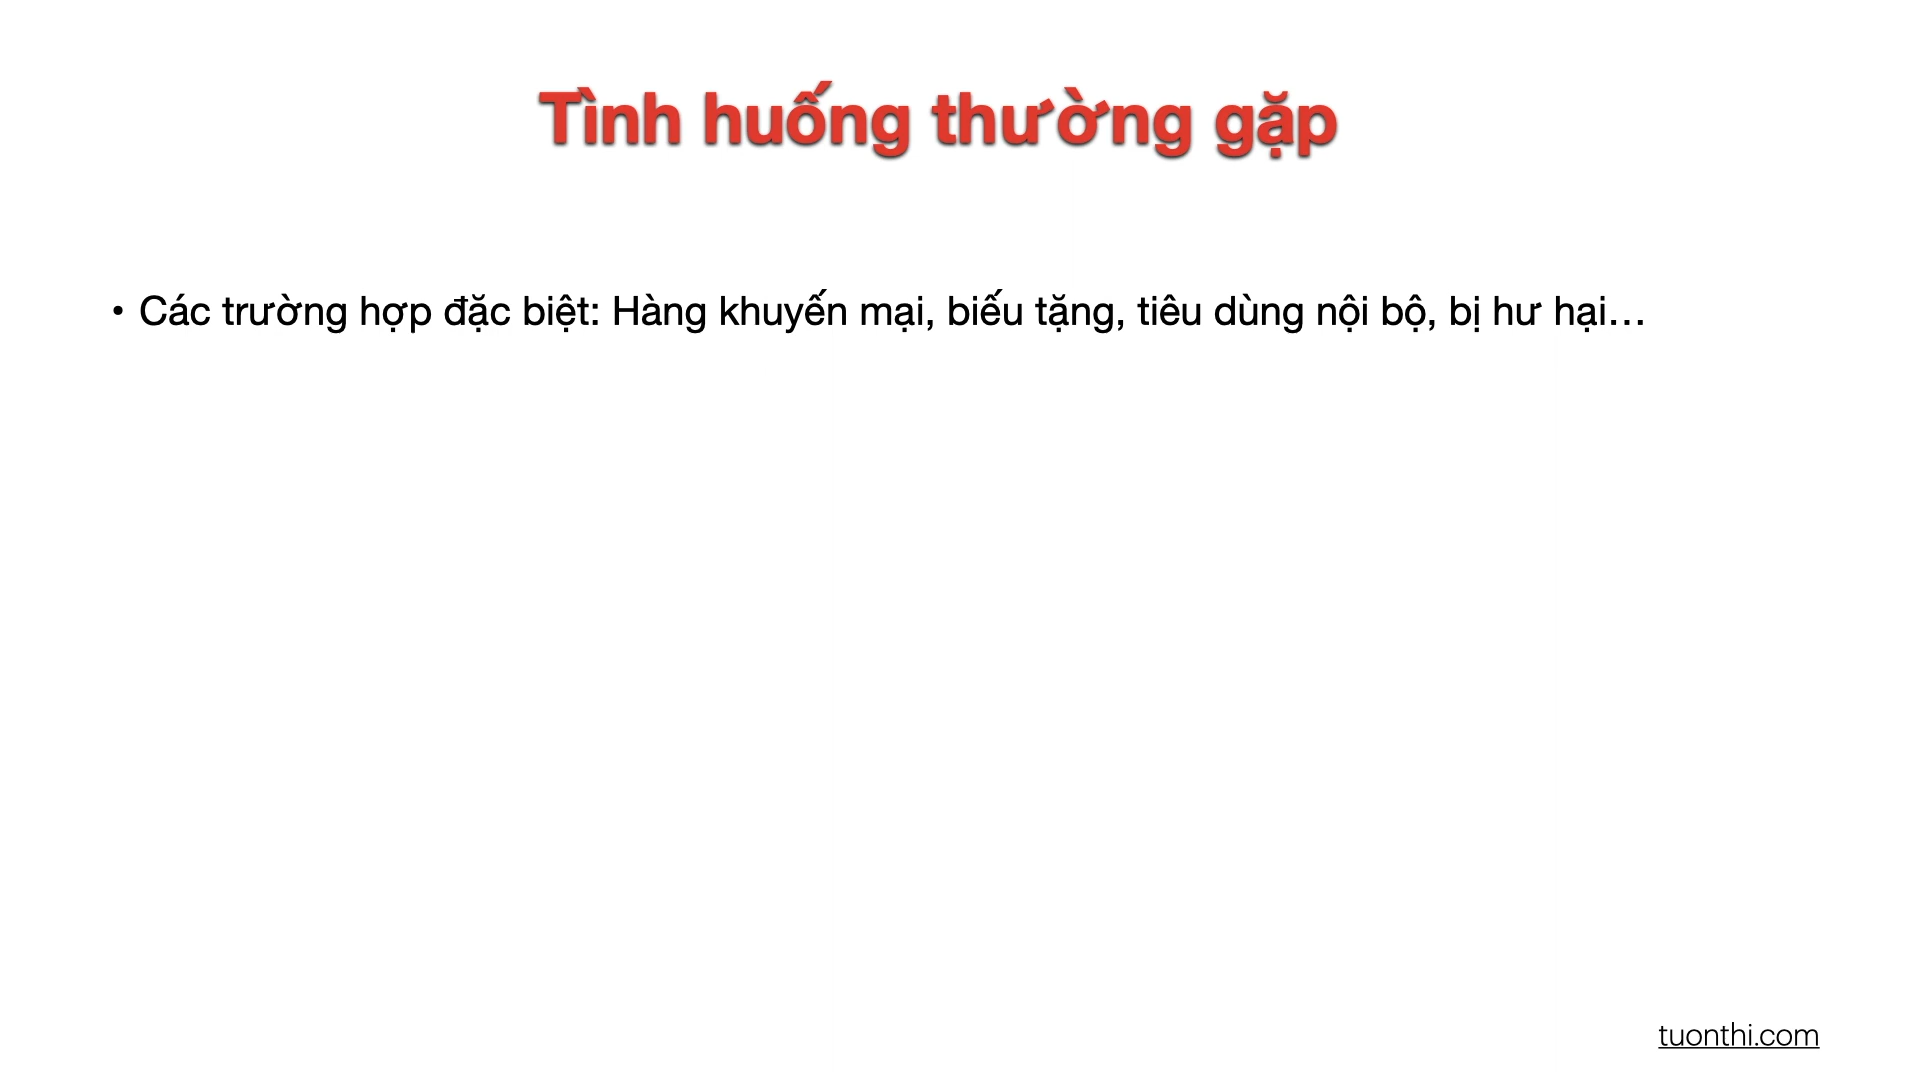 Tình huống thường gặp
• Các trường hợp đặc biệt: Hàng khuyến mại, biếu tặng, tiêu dùng nội bộ, bị hư hại…
tuonthi.com